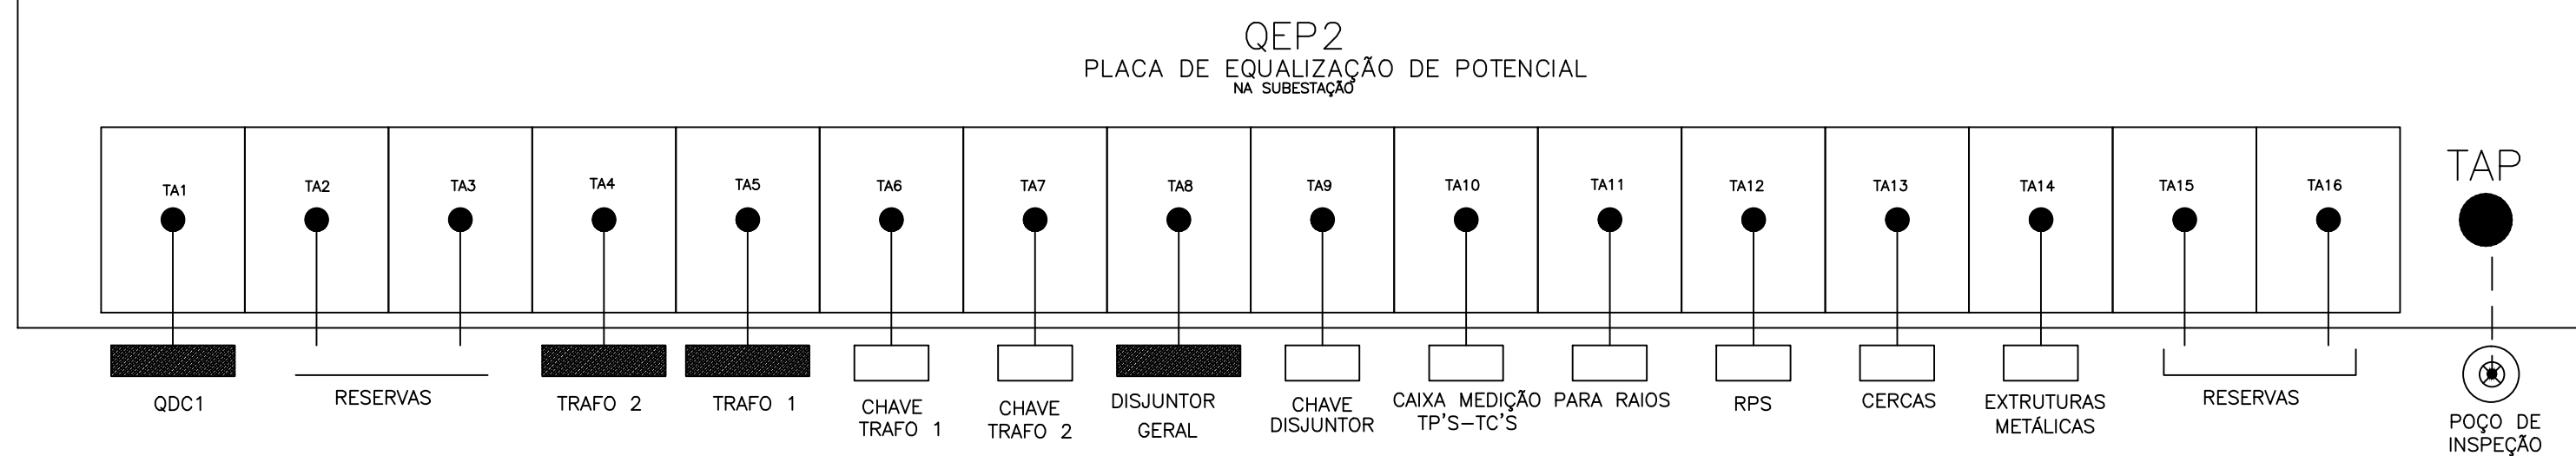 QEP2
PLACA DE EQUALIZAÇÃO DE POTENCIAL
NA SUBESTAÇÃO
TAP
TA1 TA2 TA3 TA4 TA5 TA6 TA7 TA8 TA9 TA10 TA11 TA12 TA13 TA14 TA15 TA16
QDC1
RESERVAS
TRAFO 2
TRAFO 1
CHAVE
TRAFO 1
CHAVE
TRAFO 2
DISJUNTOR
GERAL
CHAVE
DISJUNTOR
CAIXA MEDIÇÃO
TP'S-TC'S
PARA RAIOS
RPS
CERCAS
EXTRUTURAS
METÁLICAS
RESERVAS
POÇO DE
INSPEÇÃO